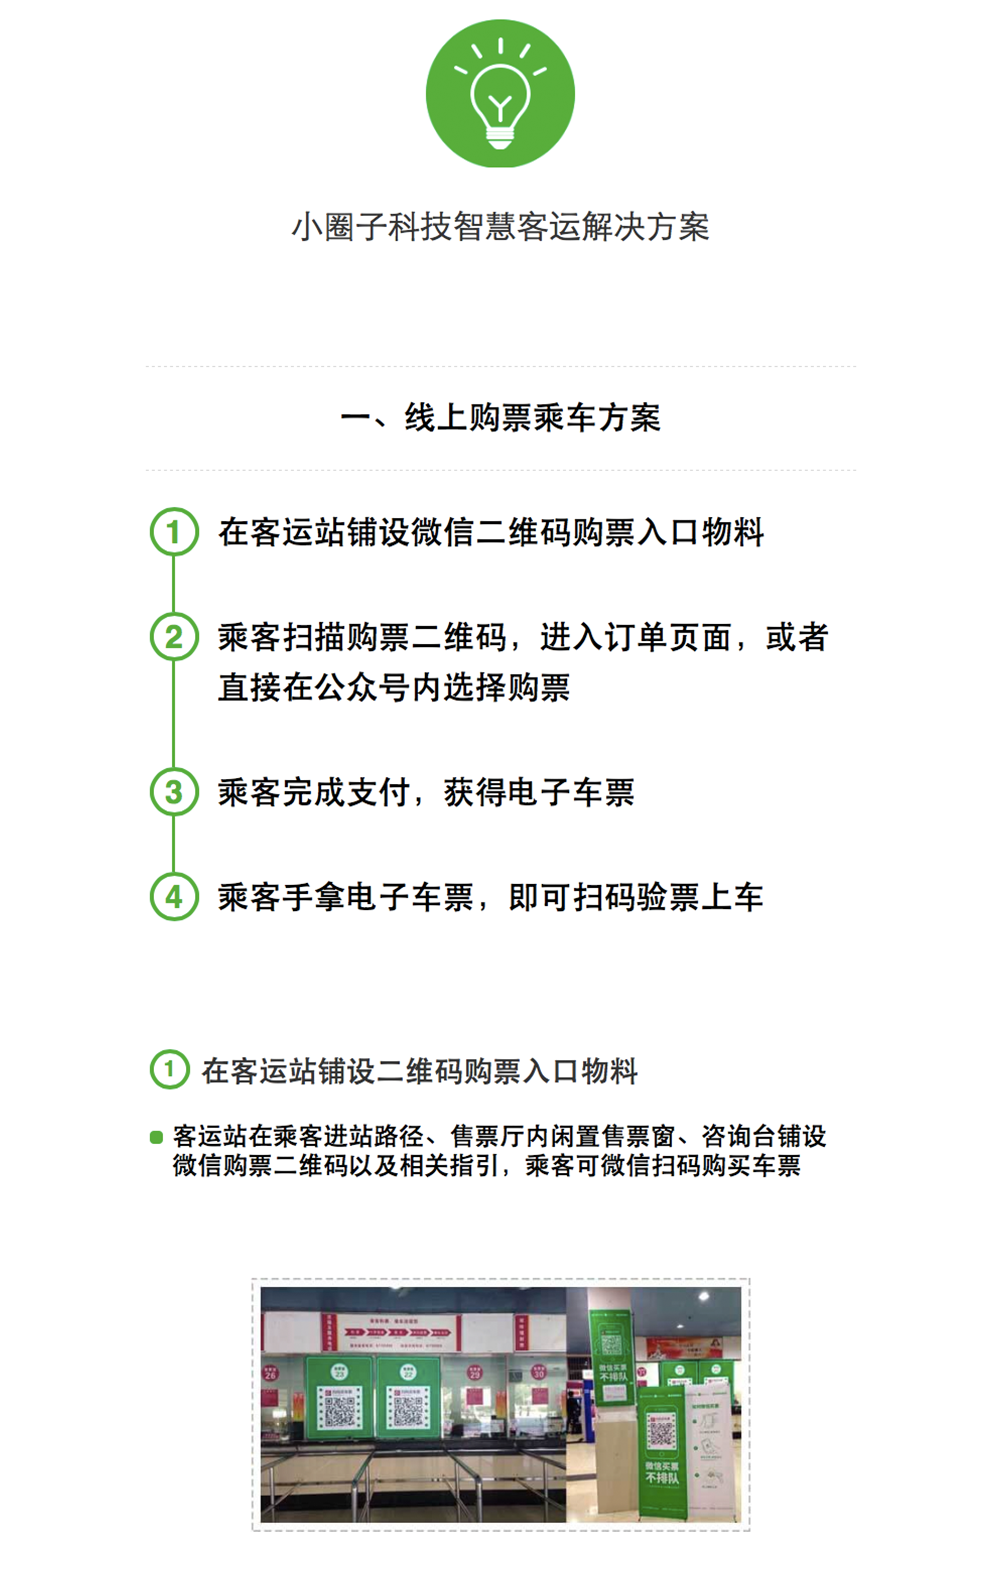 小圈子科技智慧客运解决方案
一、线上购票乘车方案
1 在客运站铺设微信二维码购票入口物料
2 乘客扫描购票二维码，进入订单页面，或者
直接在公众号内选择购票
3 乘客完成支付，获得电子车票
4 乘客手拿电子车票，即可扫码验票上车
1 在客运站铺设二维码购票入口物料
客运站在乘客进站路径、售票厅内闲置售票窗、咨询台铺设
微信购票二维码以及相关指引，乘客可微信扫码购买车票
26
23
22
29
30
微信买票
不排队
微信买票
不排队